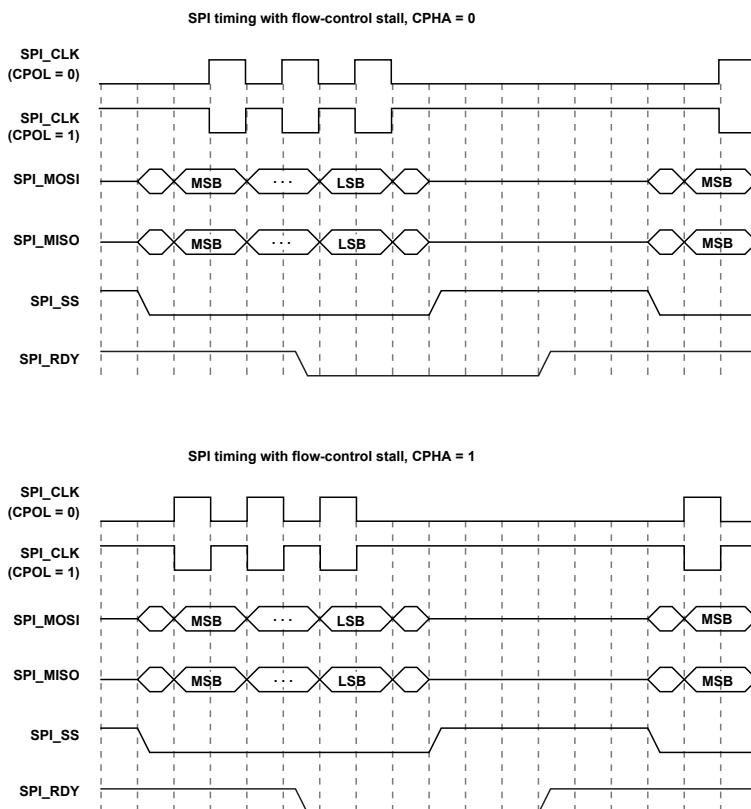 SPI timing with flow-control stall, CPHA = 0
SPI_CLK
(CPOL = 0)
SPI_CLK
(CPOL = 1)
SPI_MOSI
MSB
· · ·
LSB
MSB
SPI_MISO
MSB
· · ·
LSB
MSB
SPI_SS
SPI_RDY
SPI timing with flow-control stall, CPHA = 1
SPI_CLK
(CPOL = 0)
SPI_CLK
(CPOL = 1)
SPI_MOSI
MSB
· · ·
LSB
MSB
SPI_MISO
MSB
· · ·
LSB
MSB
SPI_SS
SPI_RDY